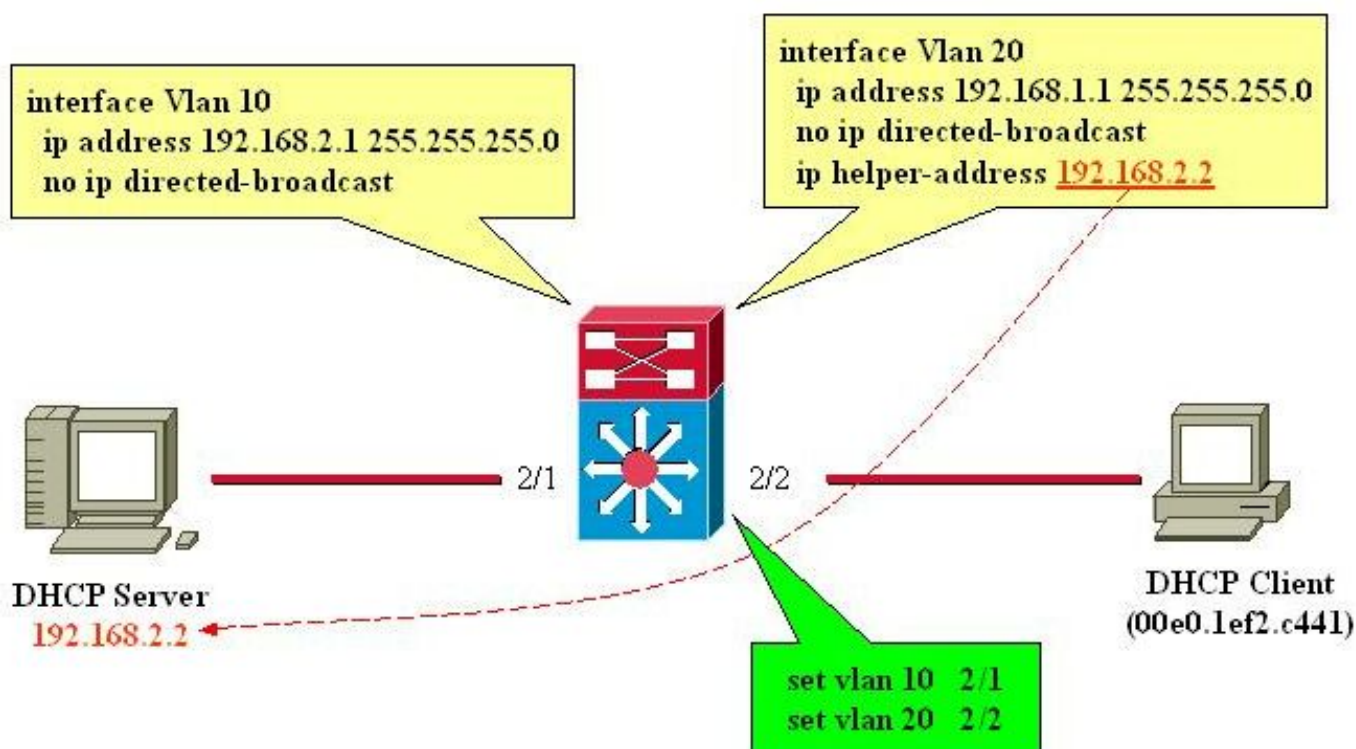 interface Vlan 10
ip address 192.168.2.1 255.255.255.0
no ip directed-broadcast
interface Vlan 20
ip address 192.168.1.1 255.255.255.0
no ip directed-broadcast
ip helper-address 192.168.2.2
2/1
2/2
DHCP Server
192.168.2.2
DHCP Client
(00e0.1ef2.c441)
set vlan 10 2/1
set vlan 20 2/2